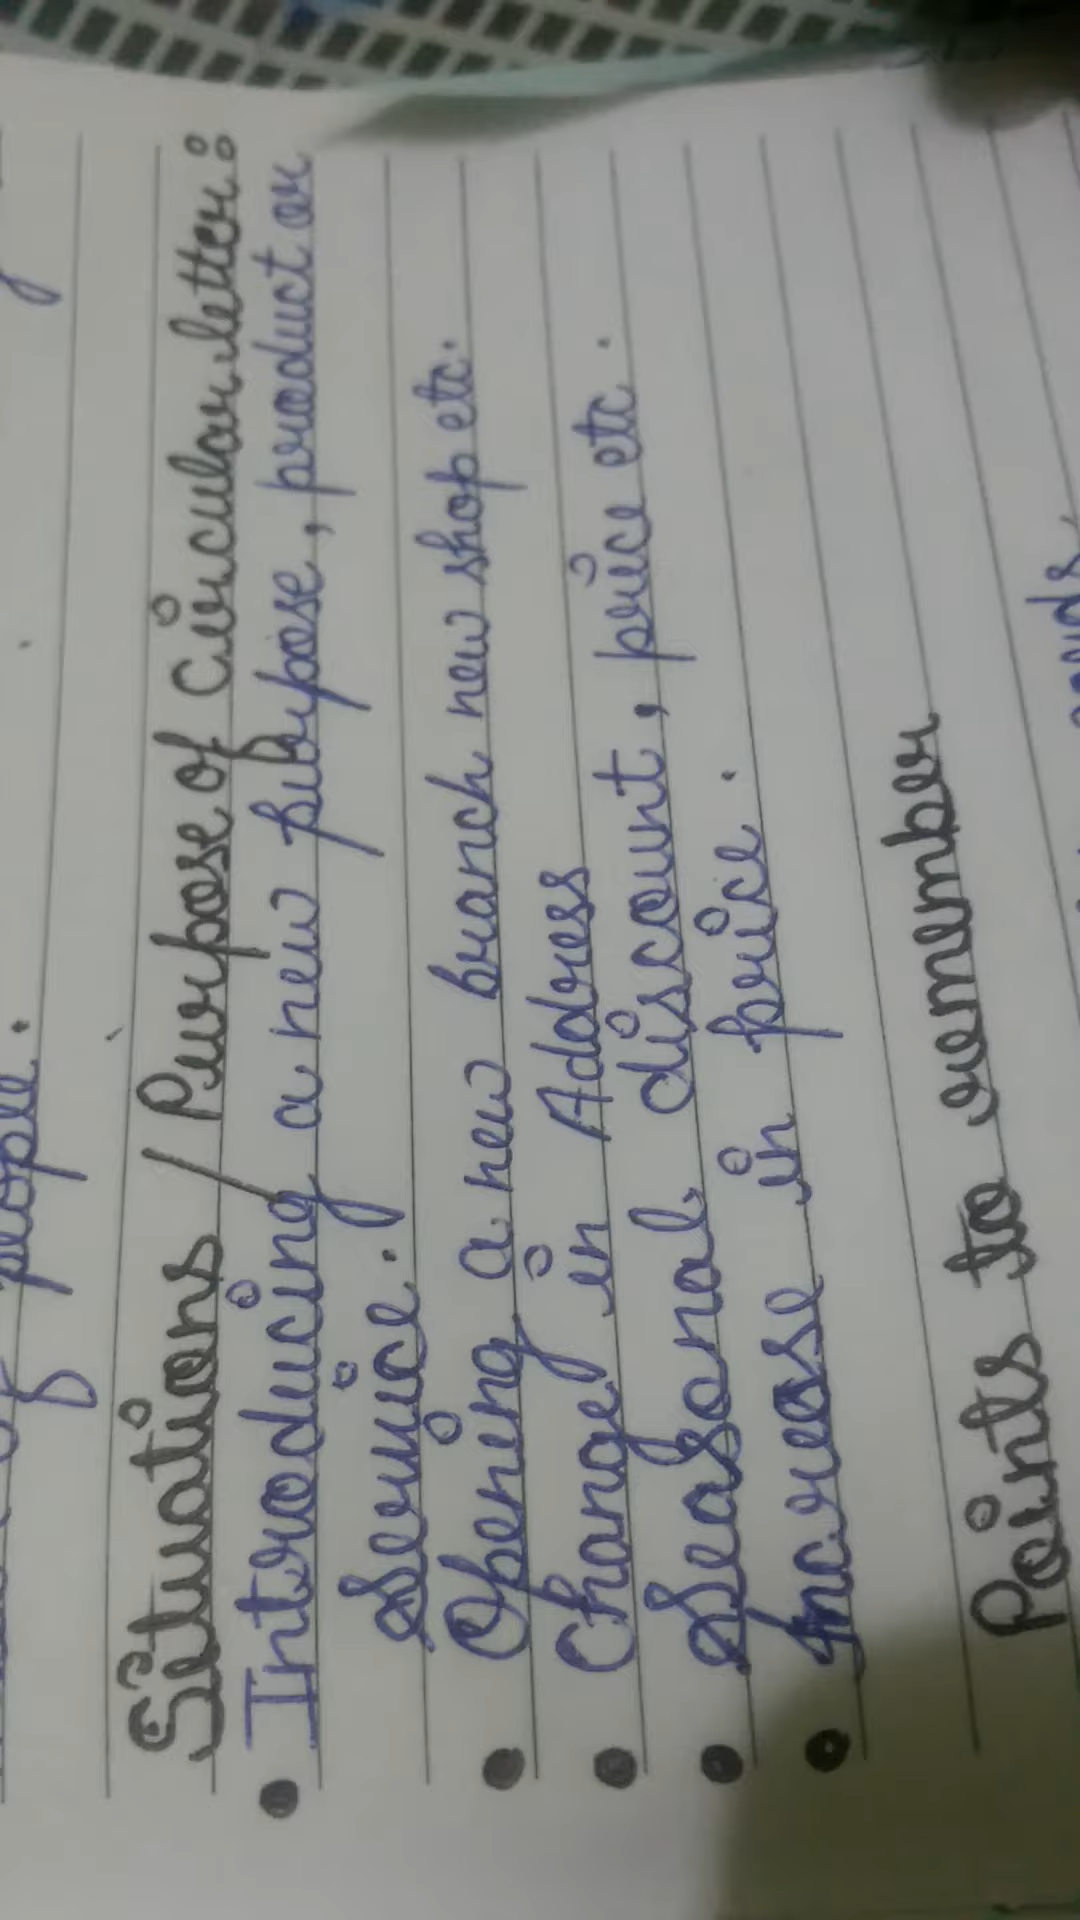 people.
Situations / Purpose of Circular letter:
• Introducing a new purpose, product or
Service.
• Opening a new branch new shop etc.
• Change in Address
• Seasonal discount, price etc.
• Increase in price.
Points to remember